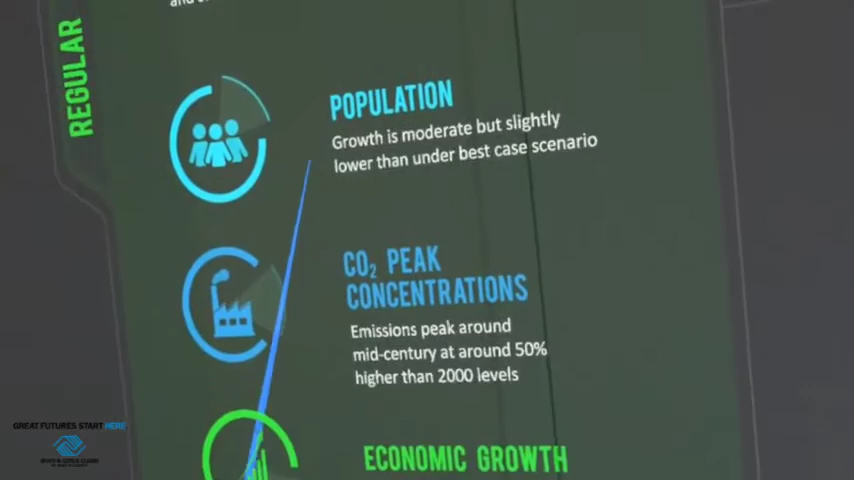 REGULAR
POPULATION
Growth is moderate but slightly
lower than under best case scenario
CO₂ PEAK
CONCENTRATIONS
Emissions peak around
mid-century at around 50%
higher than 2000 levels
ECONOMIC GROWTH
GREAT FUTURES START HERE